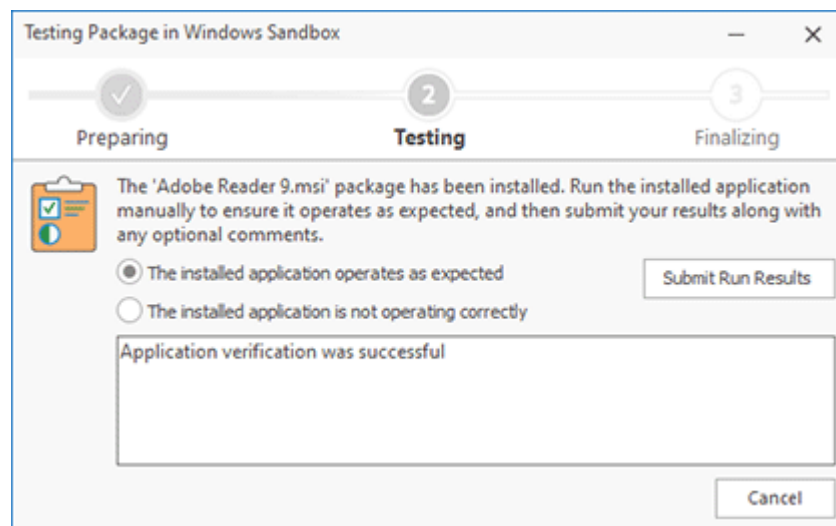 Testing Package in Windows Sandbox
2
3
Preparing
Testing
Finalizing
The 'Adobe Reader 9.msi' package has been installed. Run the installed application
manually to ensure it operates as expected, and then submit your results along with
any optional comments.
The installed application operates as expected
Submit Run Results
The installed application is not operating correctly
Application verification was successful
Cancel